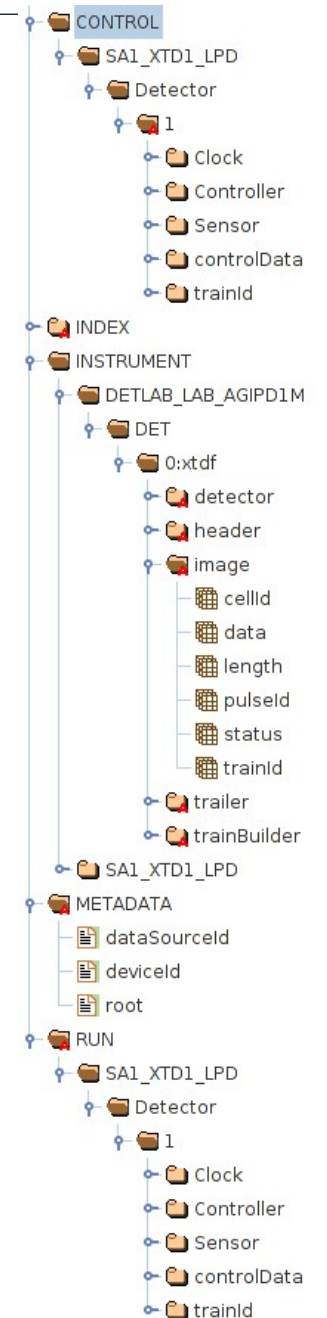 CONTROL
SA1_XTD1_LPD
Detector
1
Clock
Controller
Sensor
controlData
trainId
INDEX
INSTRUMENT
DETLAB_LAB_AGIPD1M
DET
0:xtdf
detector
header
image
cellId
data
length
pulseId
status
trainId
trailer
trainBuilder
SA1_XTD1_LPD
METADATA
dataSourceId
deviceId
root
RUN
SA1_XTD1_LPD
Detector
1
Clock
Controller
Sensor
controlData
trainId